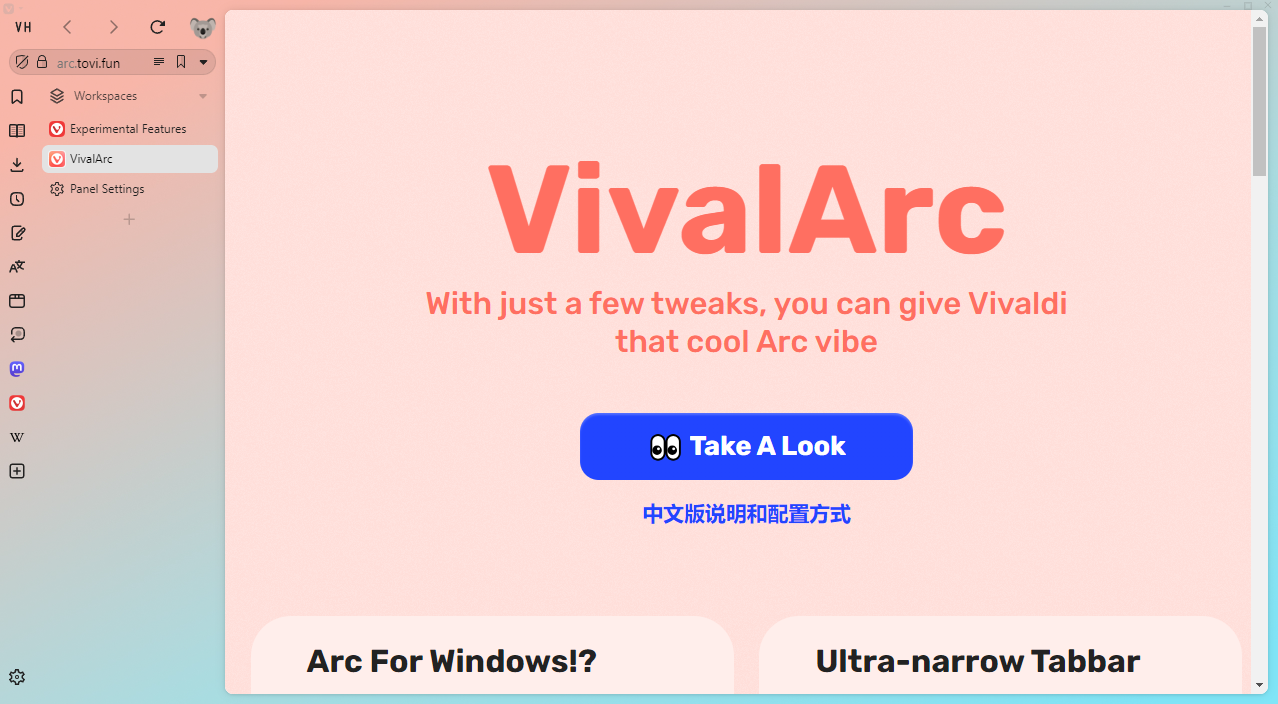 VH
arc.tovi.fun
Workspaces
Experimental Features
VivalArc
Panel Settings
W
VivalArc
With just a few tweaks, you can give Vivaldi
that cool Arc vibe
👀 Take A Look
中文版说明和配置方式
Arc For Windows!?
Ultra-narrow Tabbar